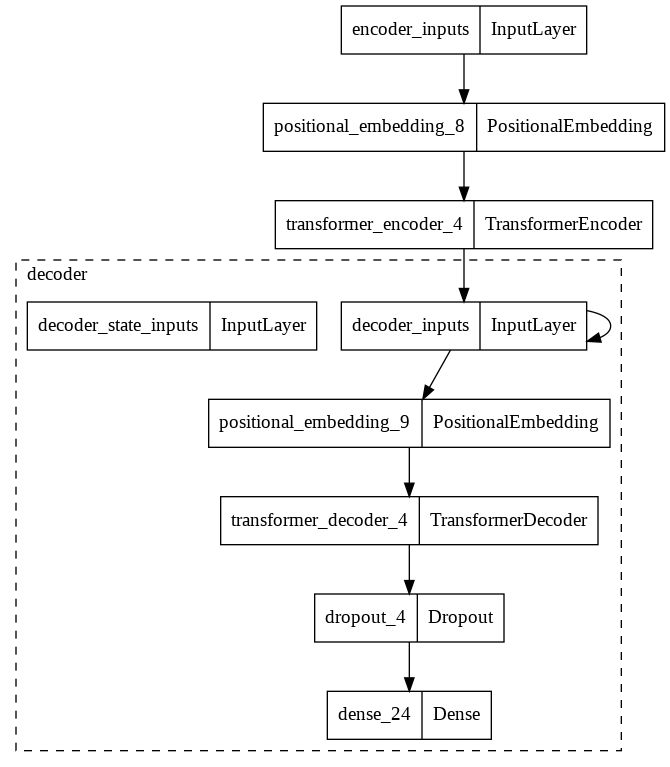 encoder_inputs InputLayer
positional_embedding_8 PositionalEmbedding
transformer_encoder_4 TransformerEncoder
decoder
decoder_state_inputs InputLayer
decoder_inputs InputLayer
positional_embedding_9 PositionalEmbedding
transformer_decoder_4 TransformerDecoder
dropout_4 Dropout
dense_24 Dense